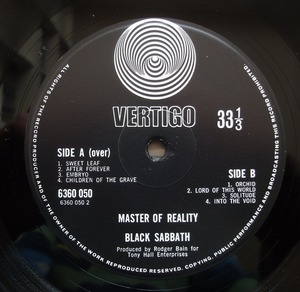 VERTIGO
33 1/3
SIDE A (over)
1. SWEET LEAF
2. AFTER FOREVER
3. EMBRYO
4. CHILDREN OF THE GRAVE
6360 050
6360 050 2
SIDE B
1. ORCHID
2. LORD OF THIS WORLD
3. SOLITUDE
4. INTO THE VOID
MASTER OF REALITY
BLACK SABBATH
Produced by Rodger Bain for
Tony Hall Enterprises
ALL RIGHTS OF THE RECORD PRODUCER AND OF THE OWNER OF THE WORK REPRODUCED RESERVED. COPYING, PUBLIC PERFORMANCE AND BROADCASTING THIS RECORD PROHIBITED.